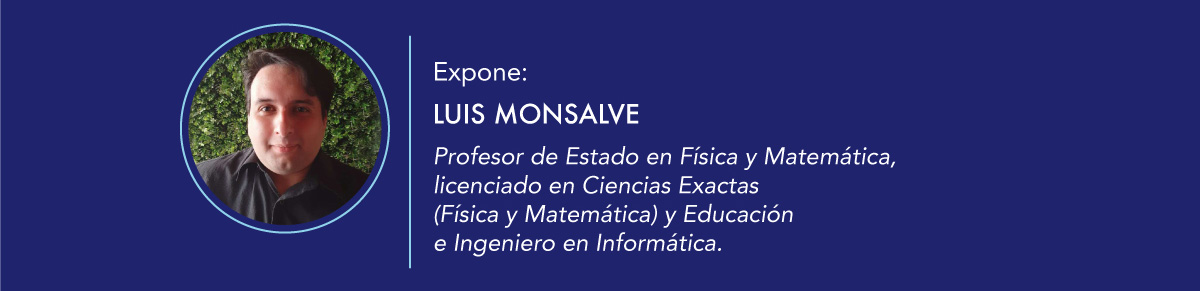 Expone:
LUIS MONSALVE
Profesor de Estado en Física y Matemática,
licenciado en Ciencias Exactas
(Física y Matemática) y Educación
e Ingeniero en Informática.